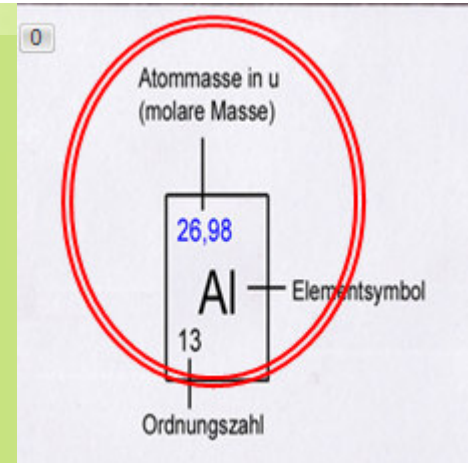 0
Atommasse in u
(molare Masse)
26,98
Al
Elementsymbol
13
Ordnungszahl